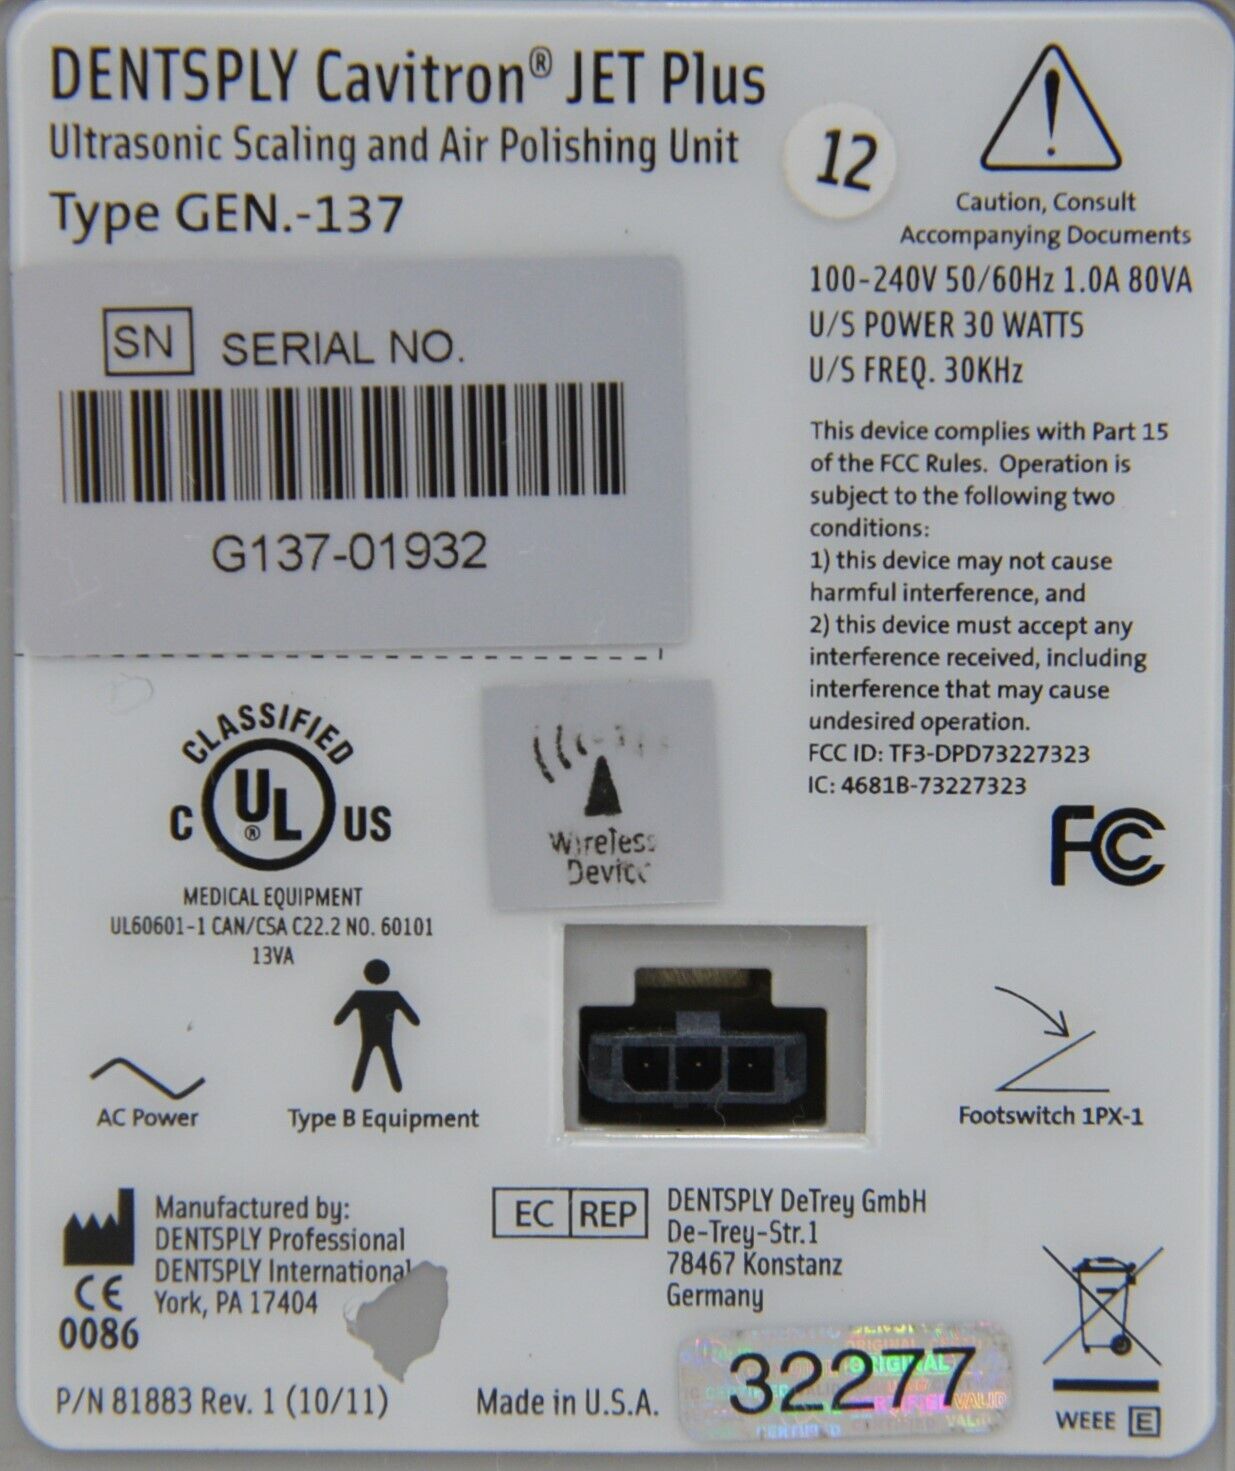 DENTSPLY Cavitron® JET Plus
Ultrasonic Scaling and Air Polishing Unit
Type GEN.-137
12
Caution, Consult
Accompanying Documents
100-240V 50/60Hz 1.0A 80VA
U/S POWER 30 WATTS
U/S FREQ. 30KHz
SN SERIAL NO.
G137-01932
This device complies with Part 15
of the FCC Rules. Operation is
subject to the following two
conditions:
1) this device may not cause
harmful interference, and
2) this device must accept any
interference received, including
interference that may cause
undesired operation.
FCC ID: TF3-DPD73227323
IC: 4681B-73227323
FC
CLASSIFIED
C UL® US
MEDICAL EQUIPMENT
UL60601-1 CAN/CSA C22.2 NO. 60101
13VA
Wireless
Device
AC Power
Type B Equipment
Footswitch 1PX-1
Manufactured by:
DENTSPLY Professional
DENTSPLY International
York, PA 17404
CE
0086
EC REP
DENTSPLY DeTrey GmbH
De-Trey-Str.1
78467 Konstanz
Germany
P/N 81883 Rev. 1 (10/11)
Made in U.S.A.
32277
ORIGINAL
VALID
WEEE E